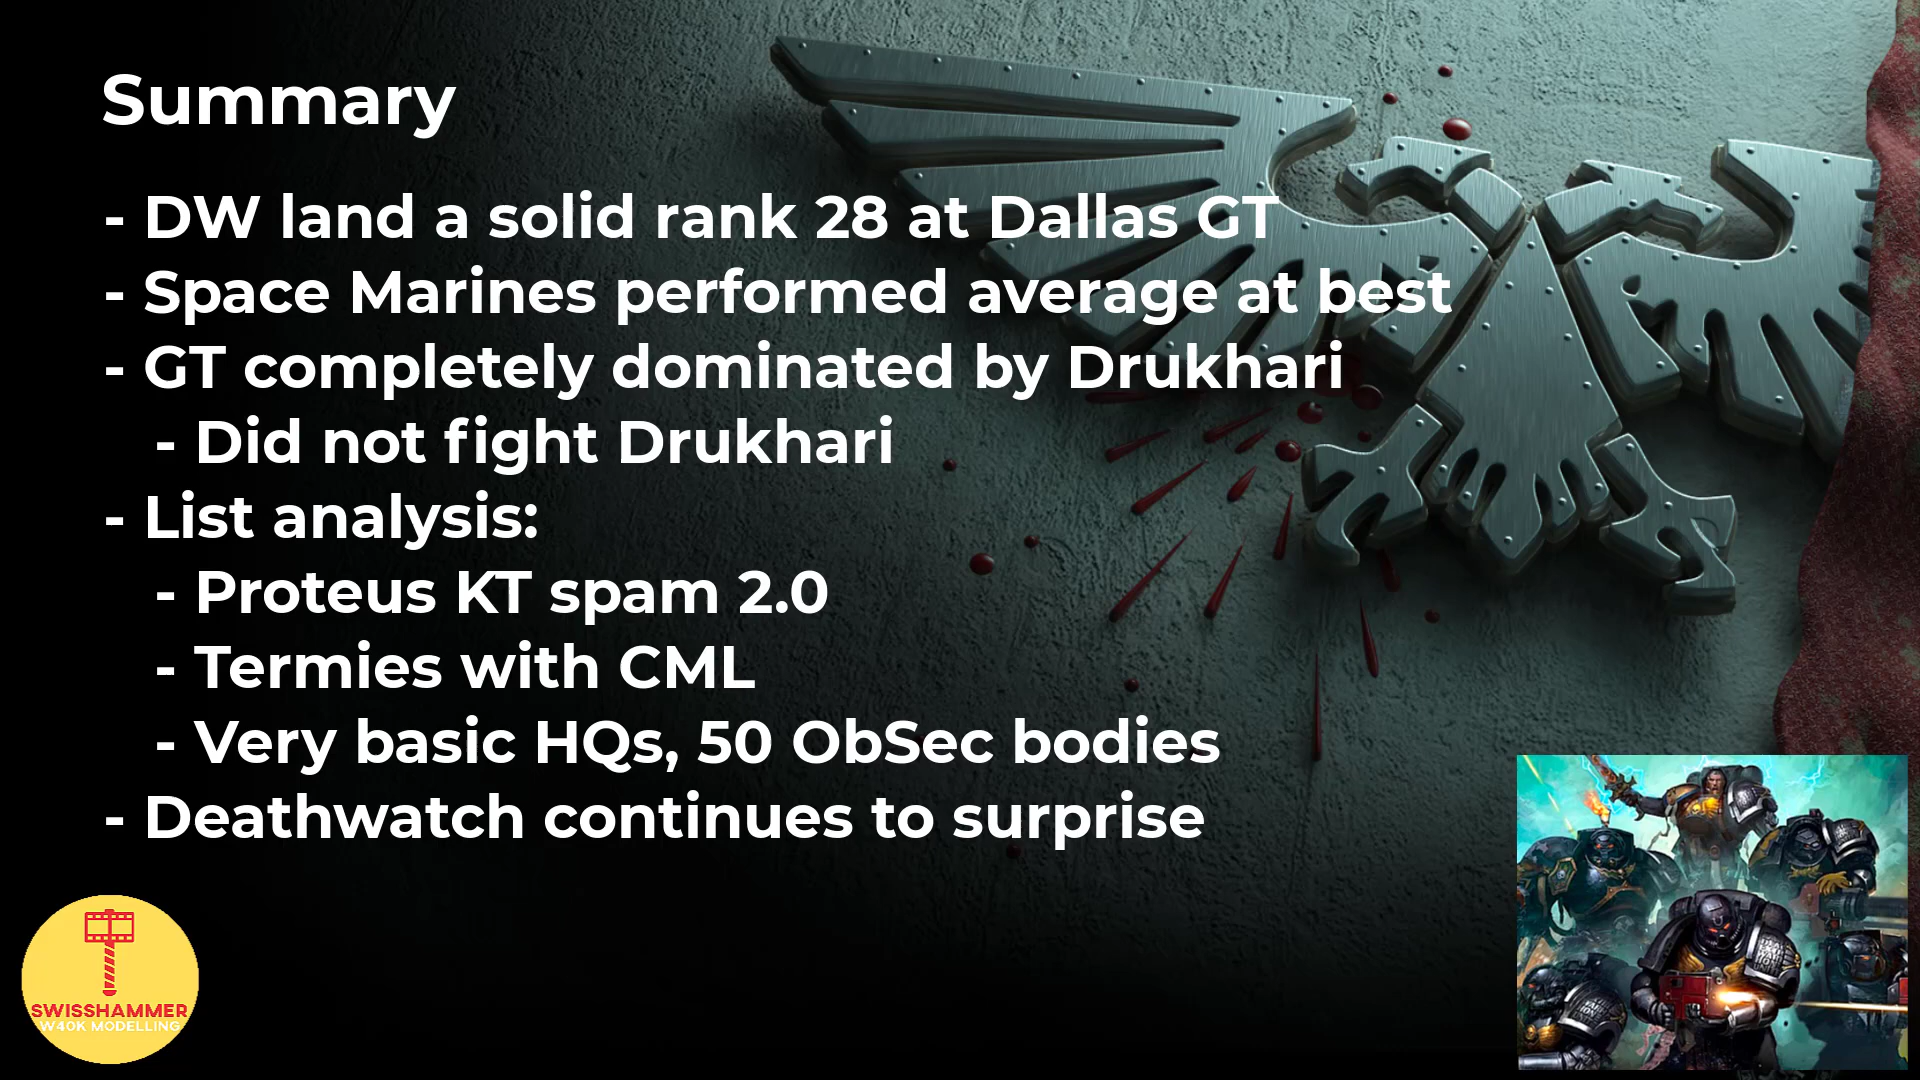 Summary
- DW land a solid rank 28 at Dallas GT
- Space Marines performed average at best
- GT completely dominated by Drukhari
- Did not fight Drukhari
- List analysis:
- Proteus KT spam 2.0
- Termies with CML
- Very basic HQs, 50 ObSec bodies
- Deathwatch continues to surprise
SWISSHAMMER
W40K MODELLING